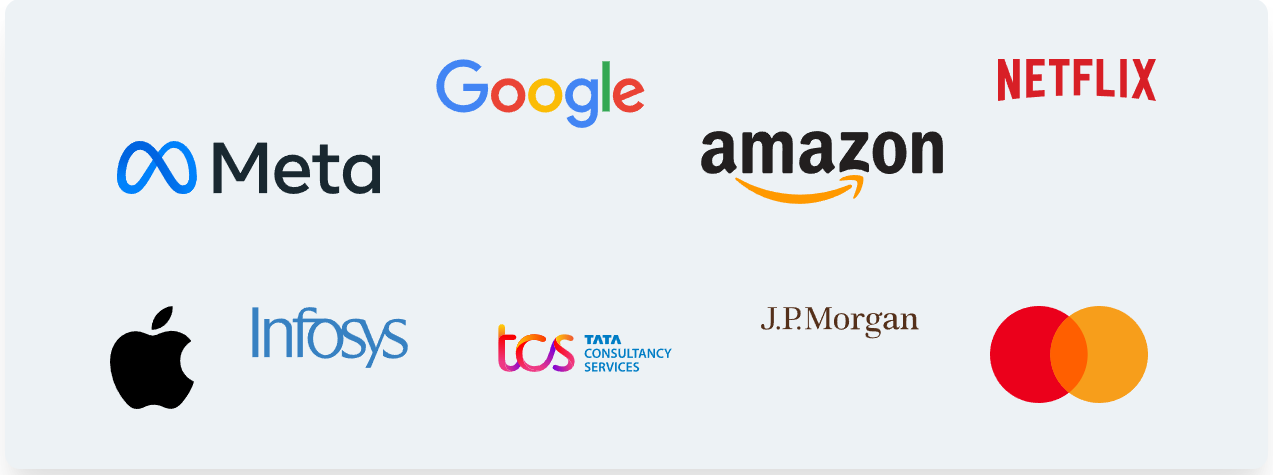 Google
NETFLIX
Meta
amazon
Infosys
tcs
TATA
CONSULTANCY
SERVICES
J.P.Morgan